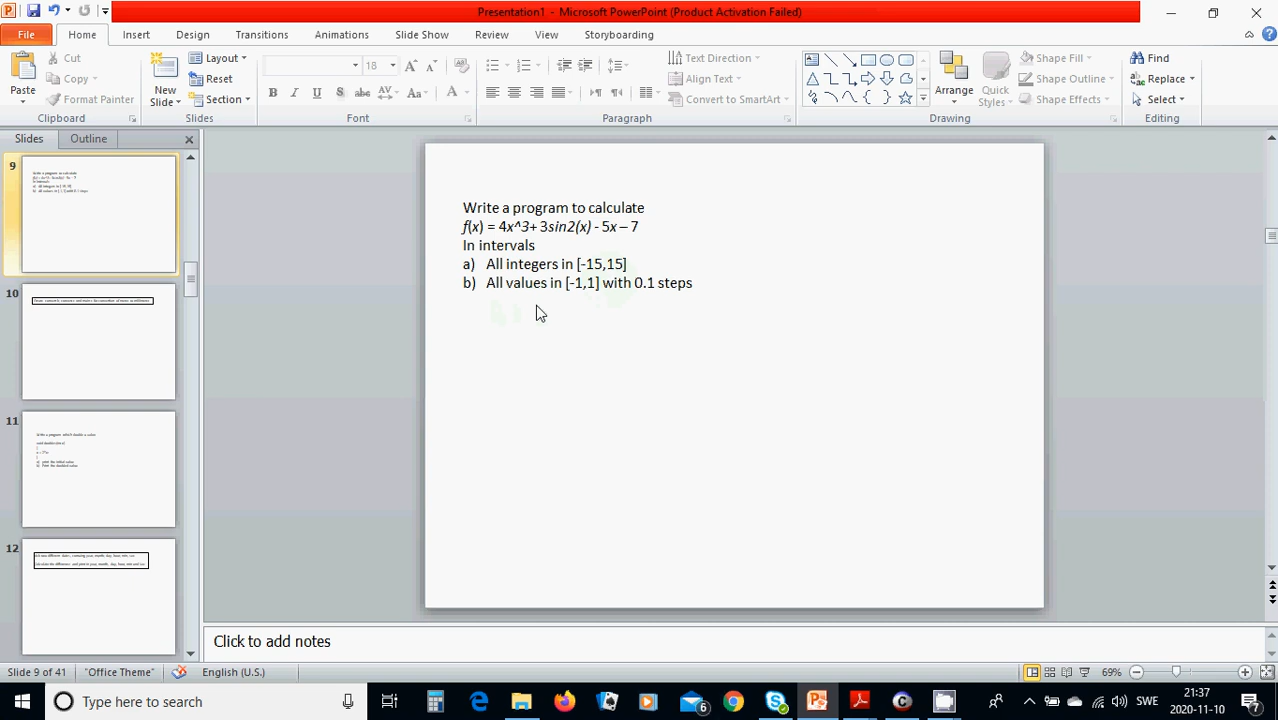 Presentation1 - Microsoft PowerPoint (Product Activation Failed)
File Home Insert Design Transitions Animations Slide Show Review View Storyboarding
Paste
Cut
Copy
Format Painter
Clipboard
New Slide
Layout
Reset
Section
Slides
18
Font
Paragraph
Text Direction
Align Text
Convert to SmartArt
Arrange
Quick Styles
Shape Fill
Shape Outline
Shape Effects
Drawing
Find
Replace
Select
Editing
Slides Outline
9
10
11
12
Write a program to calculate
f(x) = 4x^3+ 3sin2(x) - 5x – 7
In intervals
a) All integers in [-15,15]
b) All values in [-1,1] with 0.1 steps
Click to add notes
Slide 9 of 41 "Office Theme" English (U.S.) 69%
Type here to search
6
SWE
21:37
2020-11-10